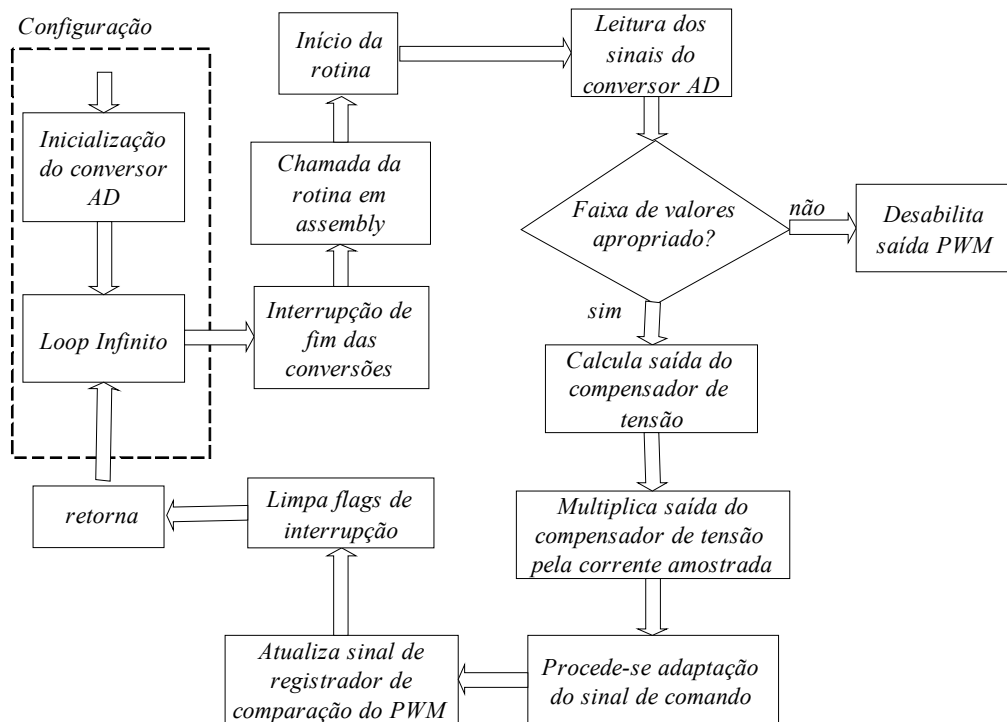 Configuração
Inicialização
do conversor
AD
Loop Infinito
Interrupção de
fim das
conversões
Chamada da
rotina em
assembly
Início da
rotina
Leitura dos
sinais do
conversor AD
Faixa de valores
apropriado?
não
Desabilita
saída PWM
sim
Calcula saída do
compensador de
tensão
Multiplica saída do
compensador de tensão
pela corrente amostrada
Procede-se adaptação
do sinal de comando
Atualiza sinal de
registrador de
comparação do PWM
Limpa flags de
interrupção
retorna